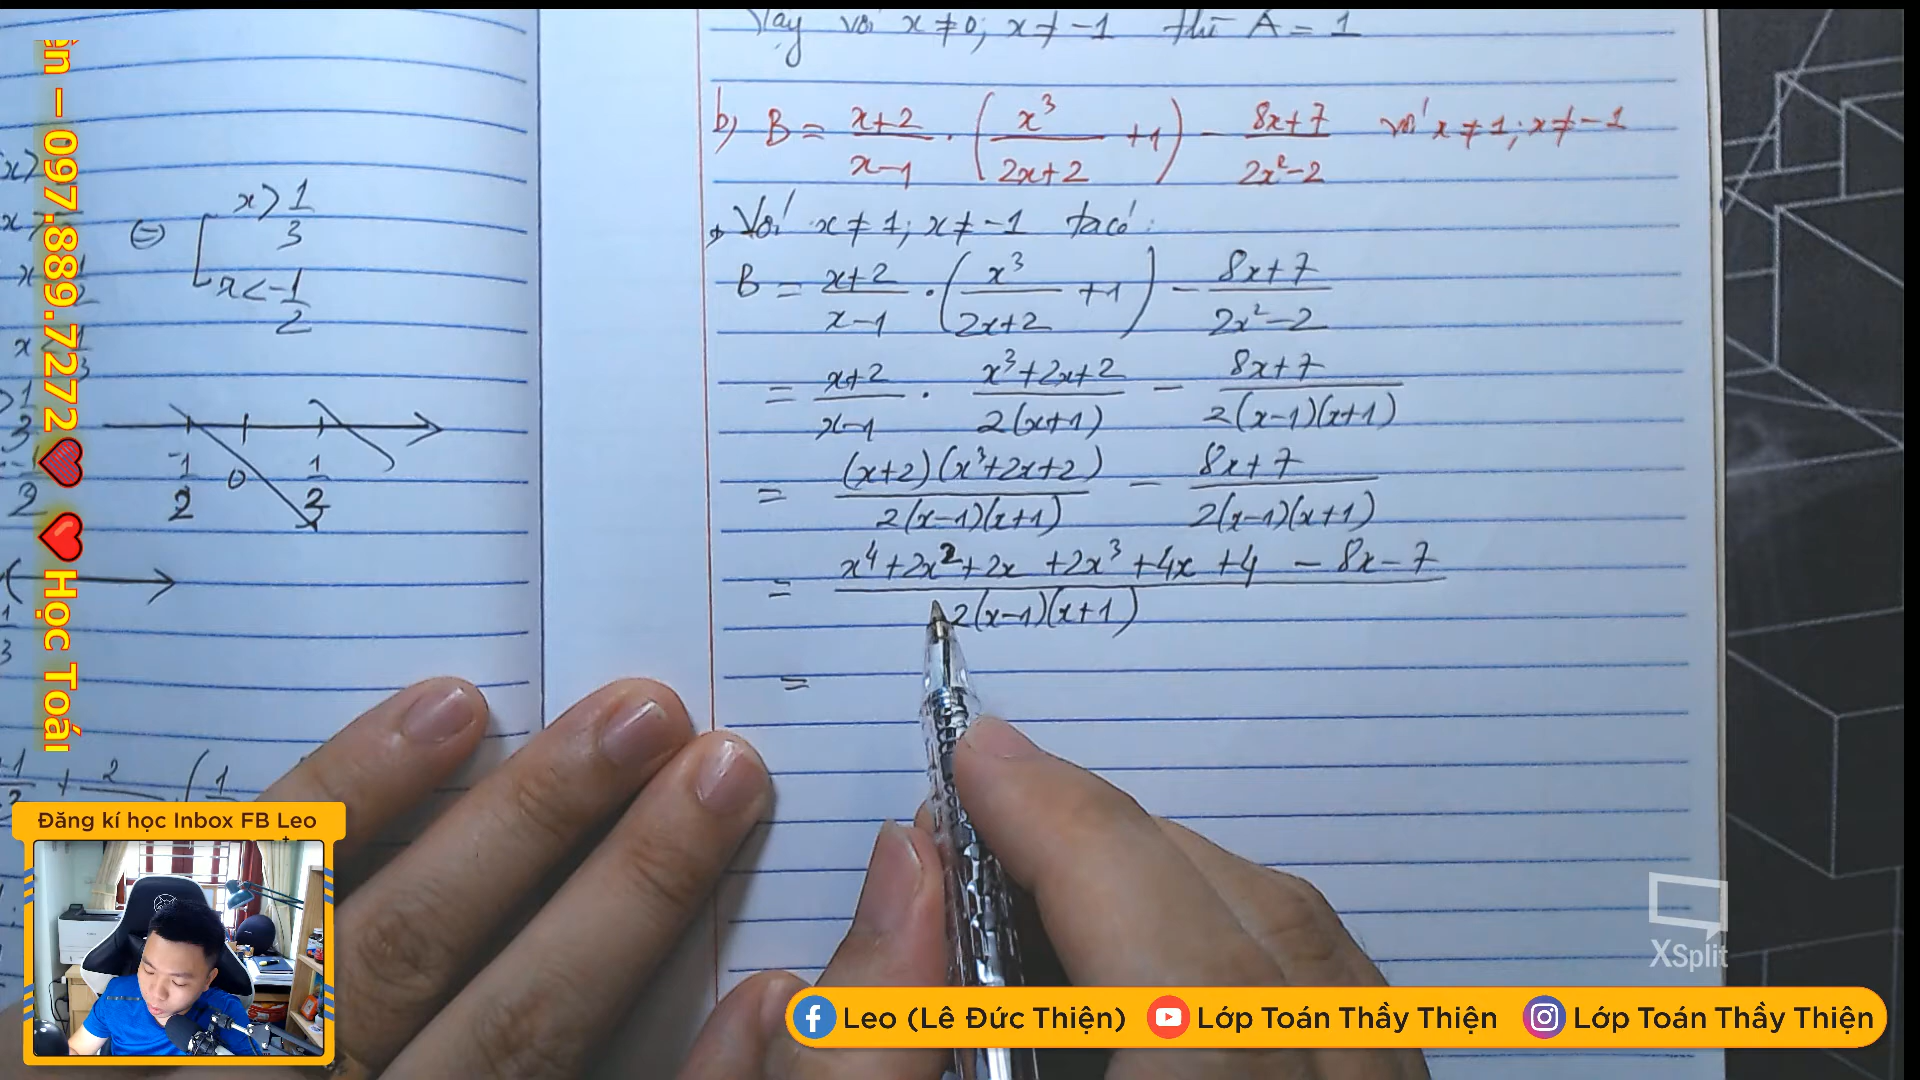 ận – 097.889.7272 ❤ ❤ Học Toán
x > 1/3
⇔
x < -1/2
-1/2 0 1/2
Vậy với x ≠ 0; x ≠ -1 thì A = 1
b) B = (x+2)/(x-1) · (x³/(2x+2) + 1) - (8x+7)/(2x²-2) với x ≠ 1; x ≠ -1
+ Với x ≠ 1; x ≠ -1 ta có:
B = (x+2)/(x-1) · (x³/(2x+2) + 1) - (8x+7)/(2x²-2)
= (x+2)/(x-1) · (x³+2x+2)/(2(x+1)) - (8x+7)/(2(x-1)(x+1))
= (x+2)(x³+2x+2)/(2(x-1)(x+1)) - (8x+7)/(2(x-1)(x+1))
= (x⁴+2x²+2x+2x³+4x+4-8x-7)/(2(x-1)(x+1))
=
Đăng kí học Inbox FB Leo
XSplit
Leo (Lê Đức Thiện) Lớp Toán Thầy Thiện Lớp Toán Thầy Thiện